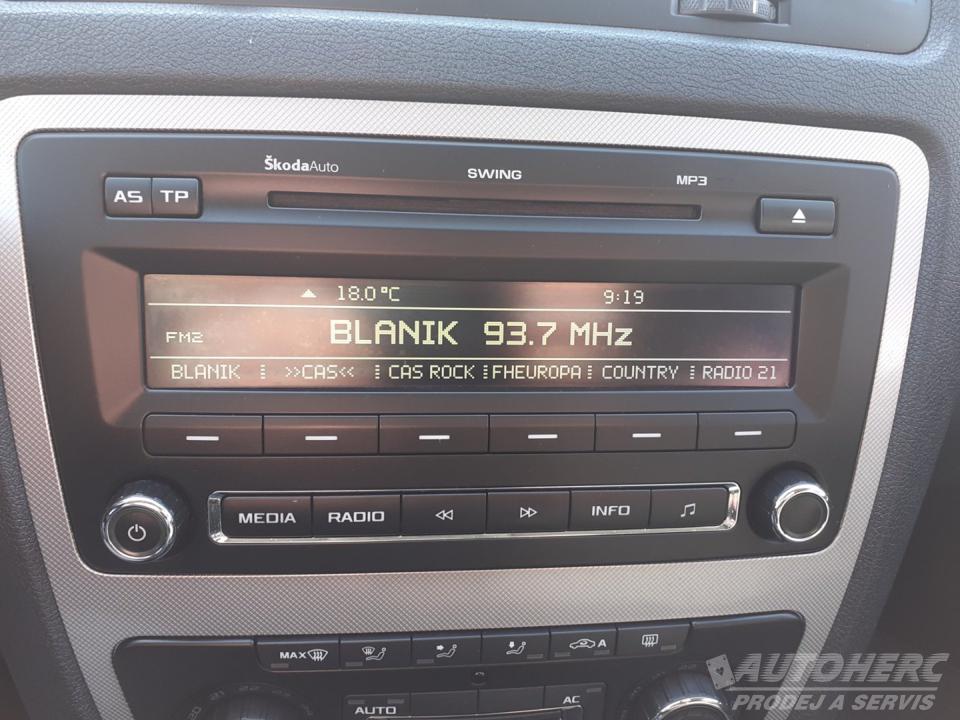 ŠkodaAuto SWING MP3
AS TP
18.0°C 9:19
FM2 BLANIK 93.7 MHz
BLANIK ⋮ >>CAS<< ⋮ CAS ROCK ⋮ FHEUROPA ⋮ COUNTRY ⋮ RADIO 21
MEDIA RADIO INFO
MAX A
AUTO AC
AUTOHERC
PRODEJ A SERVIS